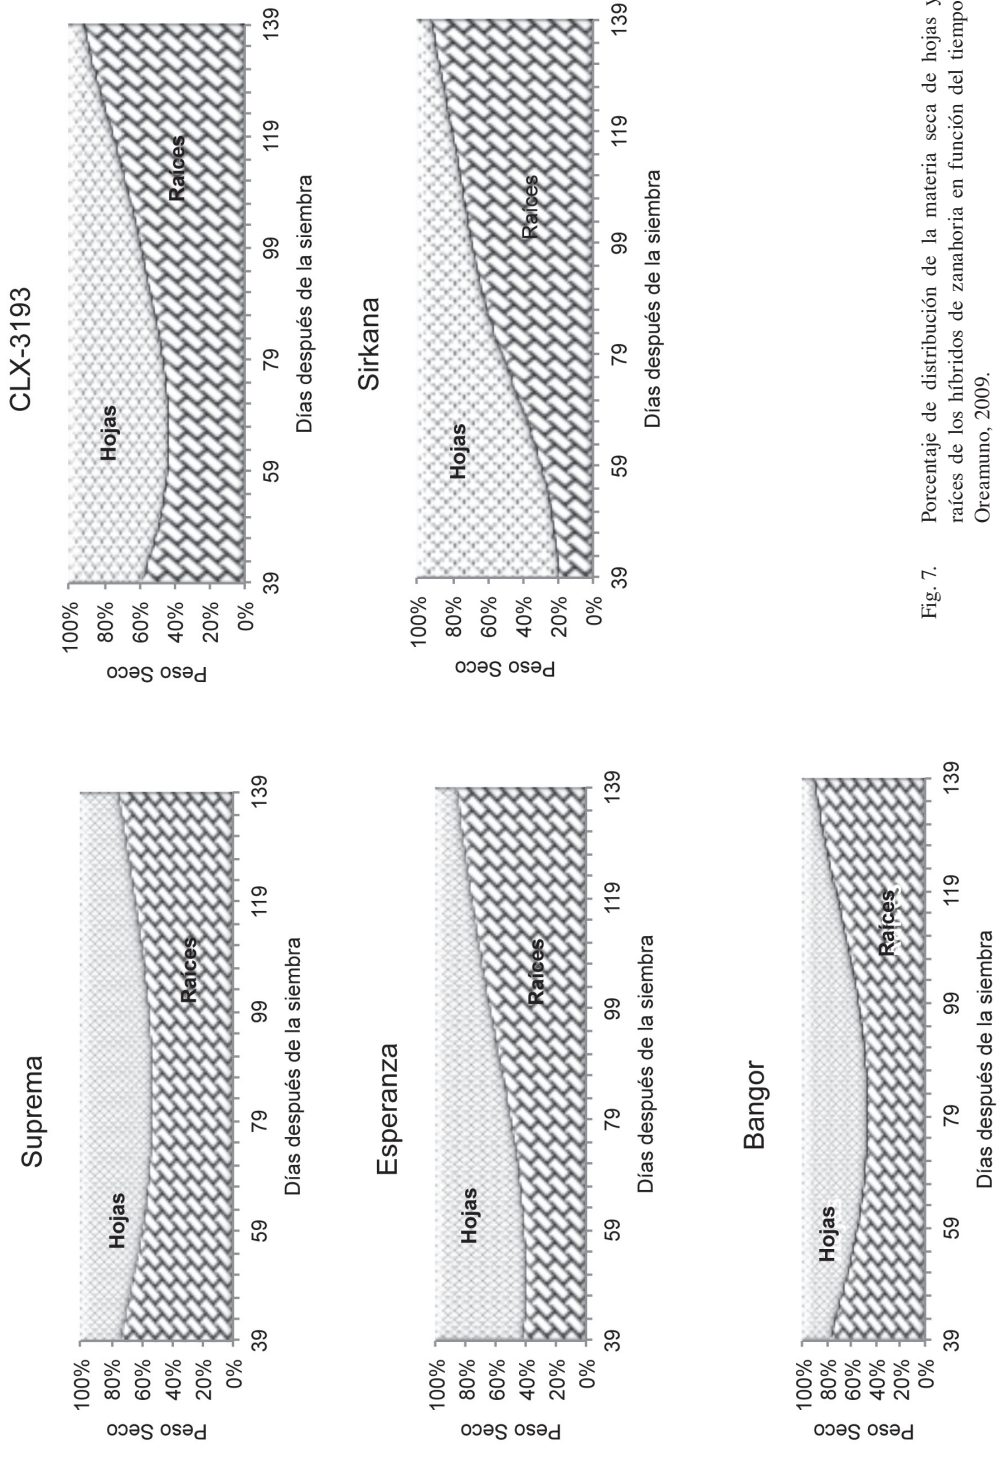 Suprema
Peso Seco
100%
80%
60%
40%
20%
0%
Hojas
Raíces
39 59 79 99 119 139
Días después de la siembra
CLX-3193
Peso Seco
100%
80%
60%
40%
20%
0%
Hojas
Raíces
39 59 79 99 119 139
Días después de la siembra
Esperanza
Peso Seco
100%
80%
60%
40%
20%
0%
Hojas
Raíces
39 59 79 99 119 139
Días después de la siembra
Sirkana
Peso Seco
100%
80%
60%
40%
20%
0%
Hojas
Raíces
39 59 79 99 119 139
Días después de la siembra
Bangor
Peso Seco
100%
80%
60%
40%
20%
0%
Hojas
Raíces
39 59 79 99 119 139
Días después de la siembra
Fig. 7. Porcentaje de distribución de la materia seca de hojas y
raíces de los híbridos de zanahoria en función del tiempo
Oreamuno, 2009.